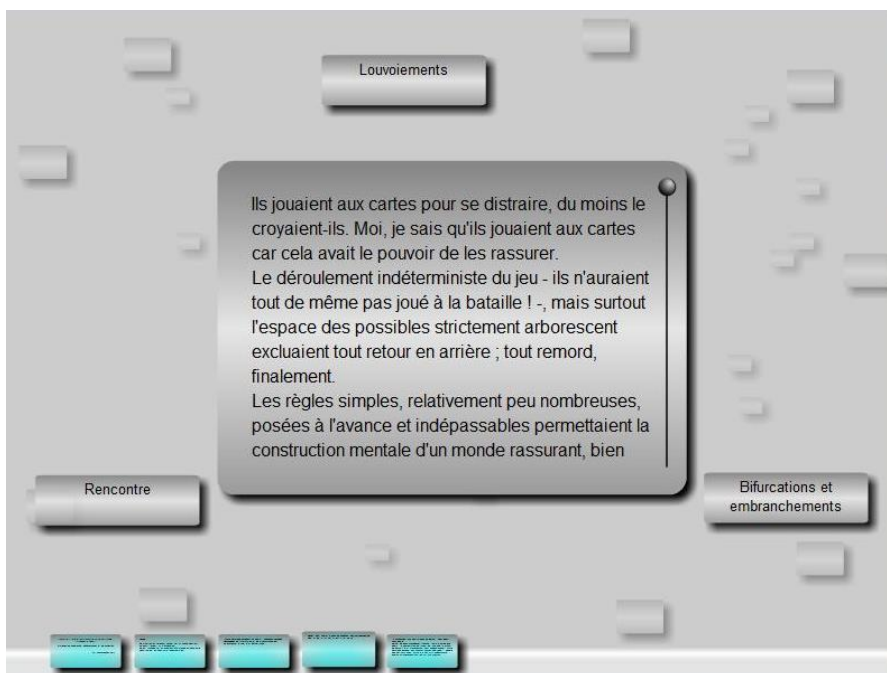 Louvoiements
Ils jouaient aux cartes pour se distraire, du moins le
croyaient-ils. Moi, je sais qu'ils jouaient aux cartes
car cela avait le pouvoir de les rassurer.
Le déroulement indéterministe du jeu - ils n'auraient
tout de même pas joué à la bataille ! -, mais surtout
l'espace des possibles strictement arborescent
excluaient tout retour en arrière ; tout remord,
finalement.
Les règles simples, relativement peu nombreuses,
posées à l'avance et indépassables permettaient la
construction mentale d'un monde rassurant, bien
Rencontre
Bifurcations et
embranchements